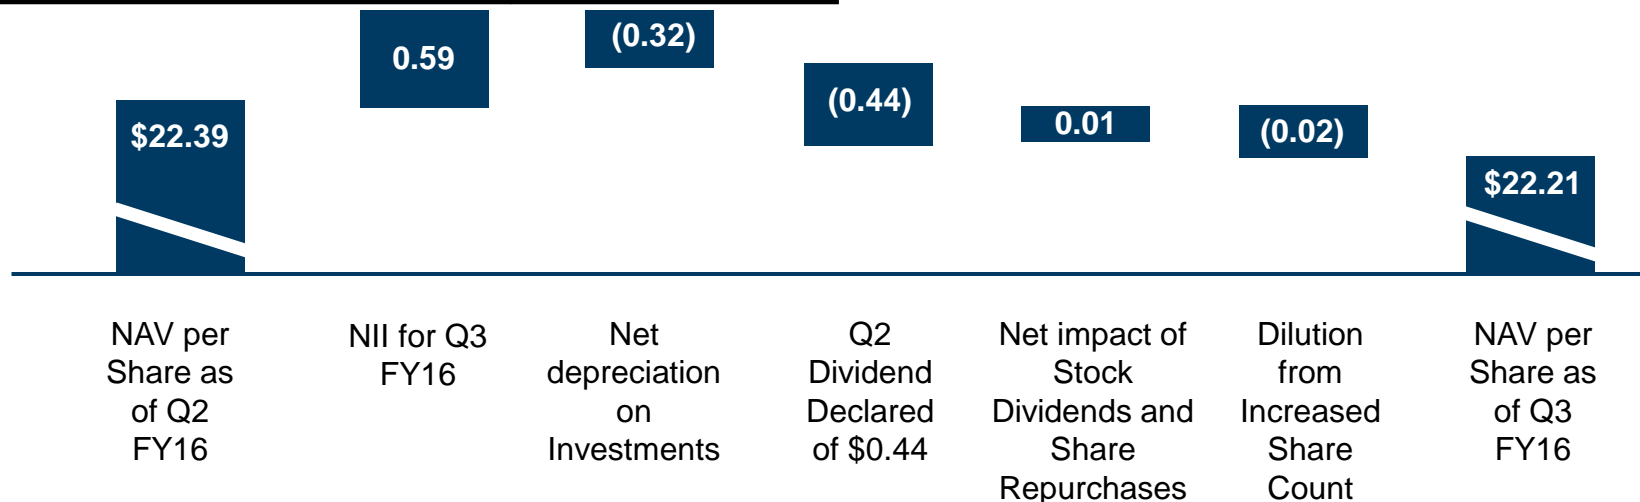 $22.39
0.59
(0.32)
(0.44)
0.01
(0.02)
$22.21
NAV per
Share as
of Q2
FY16
NII for Q3
FY16
Net
depreciation
on
Investments
Q2
Dividend
Declared
of $0.44
Net impact of
Stock
Dividends and
Share
Repurchases
Dilution
from
Increased
Share
Count
NAV per
Share as
of Q3
FY16